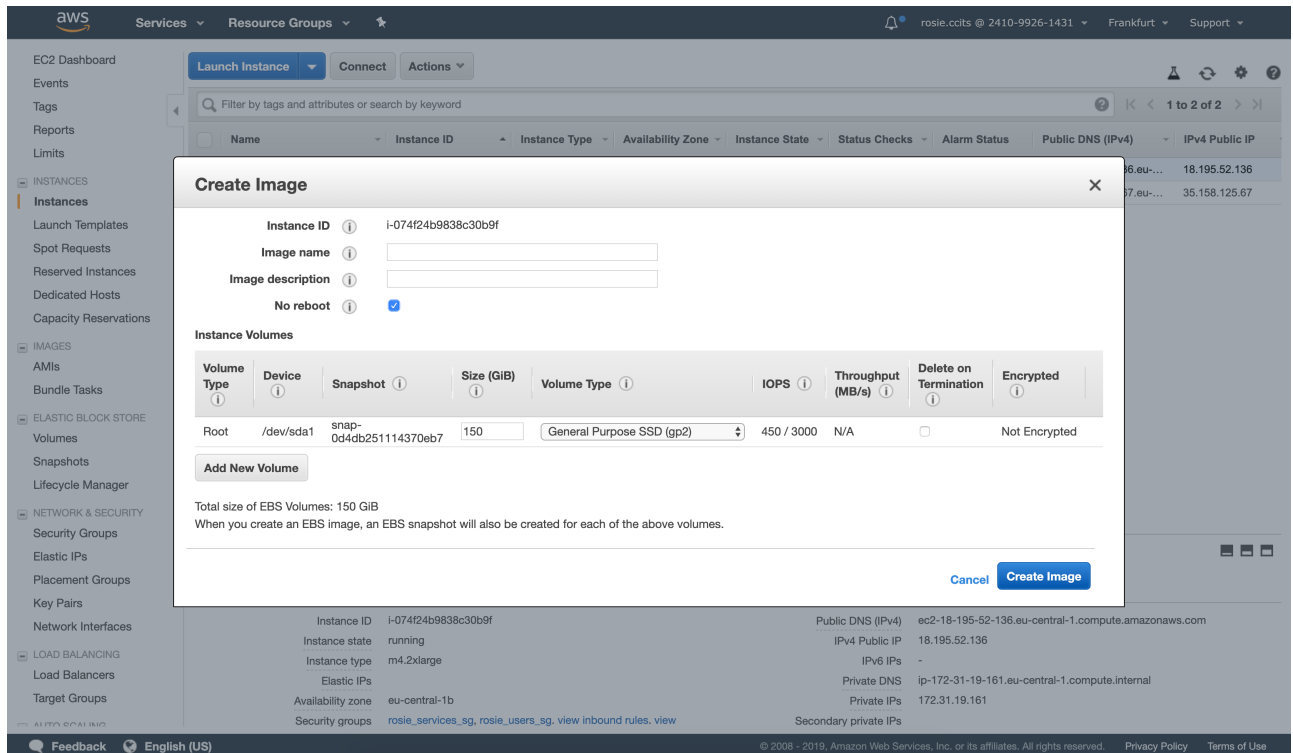 aws Services Resource Groups rosie.ccits @ 2410-9926-1431 Frankfurt Support
EC2 Dashboard
Events
Tags
Reports
Limits
INSTANCES
Instances
Launch Templates
Spot Requests
Reserved Instances
Dedicated Hosts
Capacity Reservations
IMAGES
AMIs
Bundle Tasks
ELASTIC BLOCK STORE
Volumes
Snapshots
Lifecycle Manager
NETWORK & SECURITY
Security Groups
Elastic IPs
Placement Groups
Key Pairs
Network Interfaces
LOAD BALANCING
Load Balancers
Target Groups
AUTO SCALING
Launch Instance Connect Actions
Filter by tags and attributes or search by keyword 1 to 2 of 2
Name Instance ID Instance Type Availability Zone Instance State Status Checks Alarm Status Public DNS (IPv4) IPv4 Public IP
36.eu-... 18.195.52.136
67.eu-... 35.158.125.67
Create Image
Instance ID i-074f24b9838c30b9f
Image name
Image description
No reboot
Instance Volumes
Volume Type Device Snapshot Size (GiB) Volume Type IOPS Throughput (MB/s) Delete on Termination Encrypted
Root /dev/sda1 snap-0d4db251114370eb7 150 General Purpose SSD (gp2) 450 / 3000 N/A Not Encrypted
Add New Volume
Total size of EBS Volumes: 150 GiB
When you create an EBS image, an EBS snapshot will also be created for each of the above volumes.
Cancel Create Image
Instance ID i-074f24b9838c30b9f Public DNS (IPv4) ec2-18-195-52-136.eu-central-1.compute.amazonaws.com
Instance state running IPv4 Public IP 18.195.52.136
Instance type m4.2xlarge IPv6 IPs -
Elastic IPs Private DNS ip-172-31-19-161.eu-central-1.compute.internal
Availability zone eu-central-1b Private IPs 172.31.19.161
Security groups rosie_services_sg, rosie_users_sg. view inbound rules. view Secondary private IPs
Feedback English (US) © 2008 - 2019, Amazon Web Services, Inc. or its affiliates. All rights reserved. Privacy Policy Terms of Use